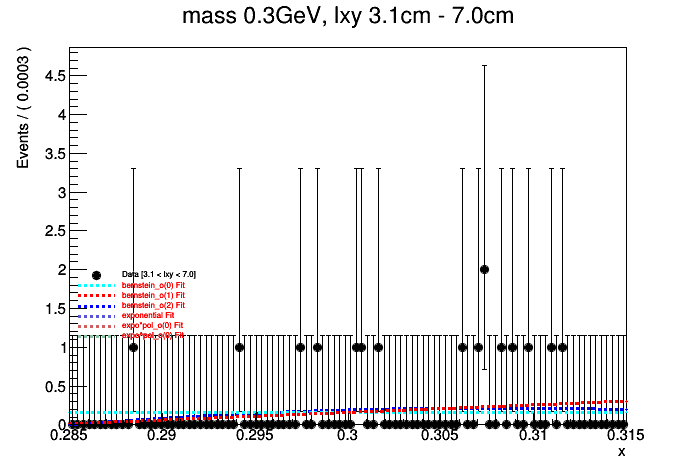 mass 0.3GeV, lxy 3.1cm - 7.0cm
Events / ( 0.0003 )
4.5
4
3.5
3
2.5
2
1.5
1
0.5
0
Data [3.1 < lxy < 7.0]
bernstein_o(0) Fit
bernstein_o(1) Fit
bernstein_o(2) Fit
exponential Fit
expo*pol_o(0) Fit
0.285
0.29
0.295
0.3
0.305
0.31
0.315
x